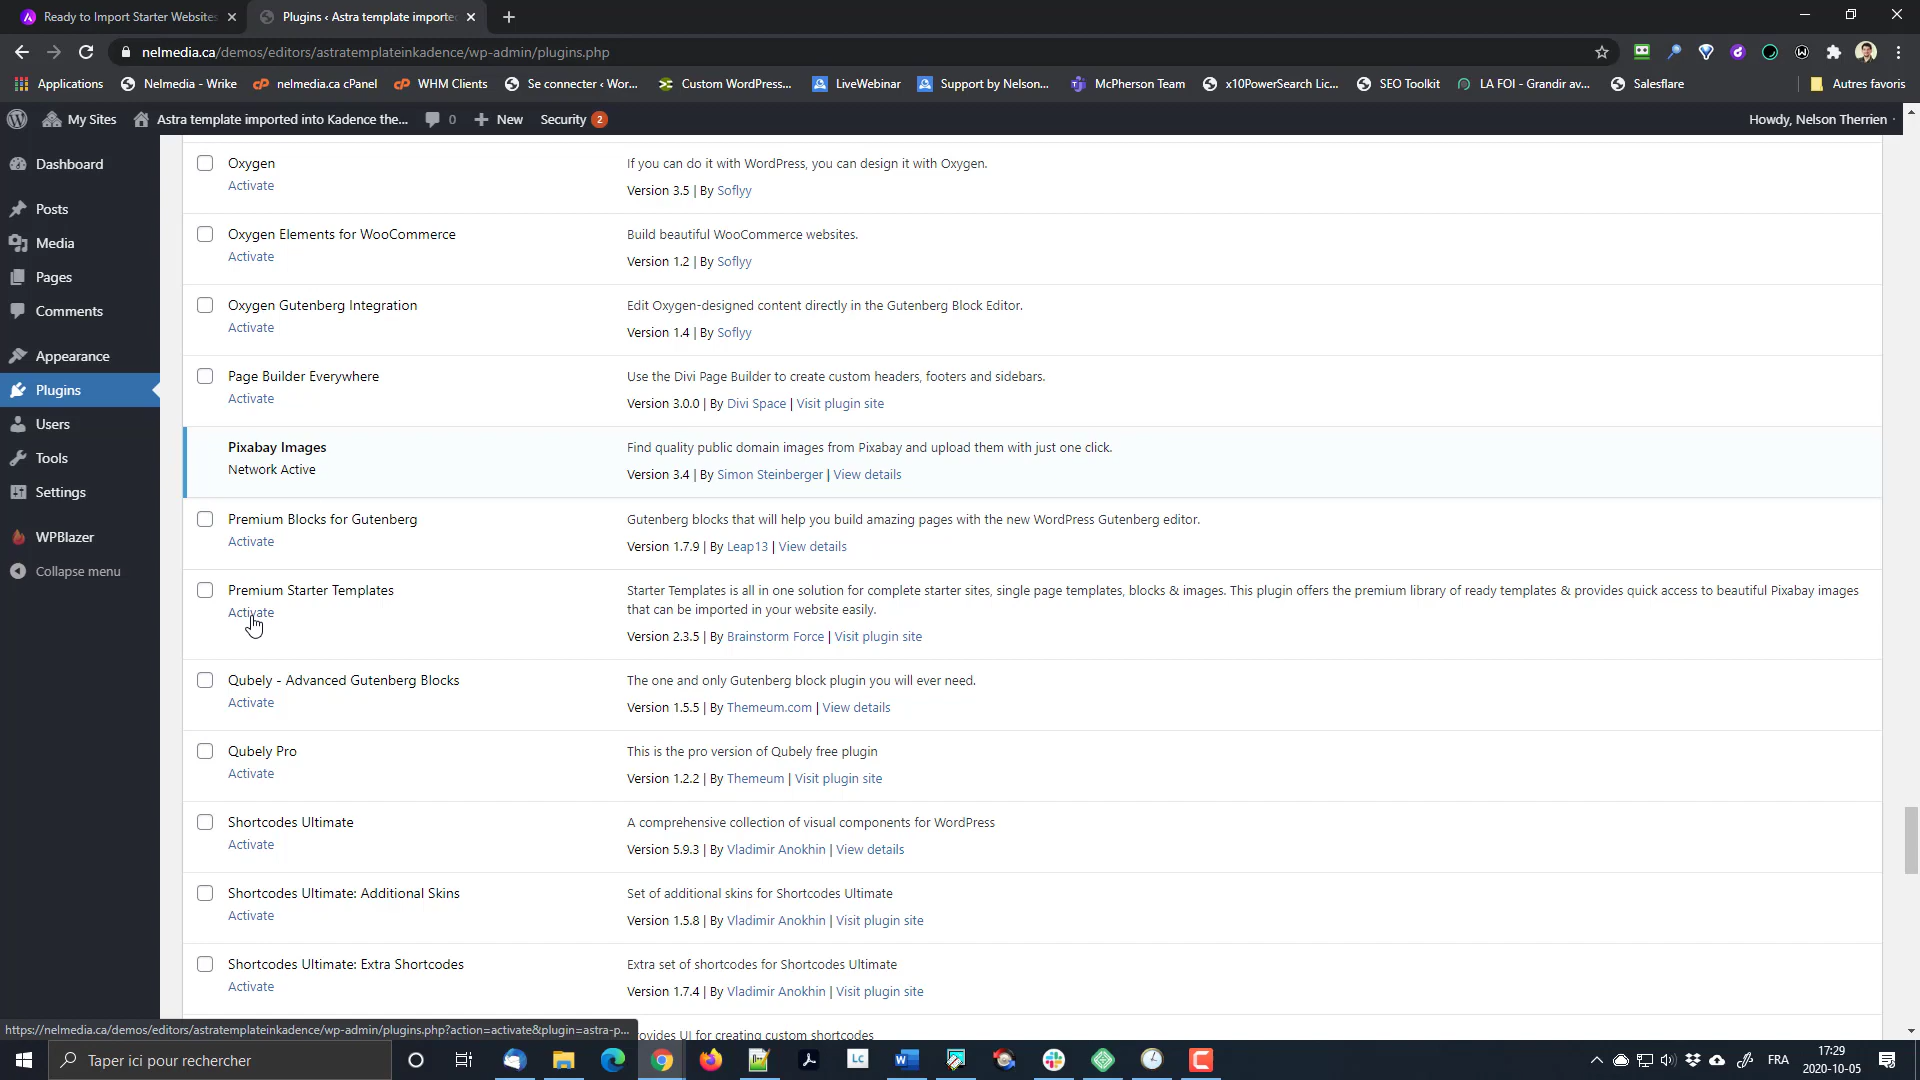 Ready to Import Starter Websites
Plugins ‹ Astra template importe
nelmedia.ca/demos/editors/astratemplateinkadence/wp-admin/plugins.php
Applications
Nelmedia - Wrike
nelmedia.ca cPanel
WHM Clients
Se connecter ‹ Wor...
Custom WordPress...
LiveWebinar
Support by Nelson...
McPherson Team
x10PowerSearch Lic...
SEO Toolkit
LA FOI - Grandir av...
Salesflare
Autres favoris
My Sites
Astra template imported into Kadence the...
0
New
Security 2
Howdy, Nelson Therrien
Dashboard
Posts
Media
Pages
Comments
Appearance
Plugins
Users
Tools
Settings
WPBlazer
Collapse menu
Oxygen
Activate
If you can do it with WordPress, you can design it with Oxygen.
Version 3.5 | By Soflyy
Oxygen Elements for WooCommerce
Activate
Build beautiful WooCommerce websites.
Version 1.2 | By Soflyy
Oxygen Gutenberg Integration
Activate
Edit Oxygen-designed content directly in the Gutenberg Block Editor.
Version 1.4 | By Soflyy
Page Builder Everywhere
Activate
Use the Divi Page Builder to create custom headers, footers and sidebars.
Version 3.0.0 | By Divi Space | Visit plugin site
Pixabay Images
Network Active
Find quality public domain images from Pixabay and upload them with just one click.
Version 3.4 | By Simon Steinberger | View details
Premium Blocks for Gutenberg
Activate
Gutenberg blocks that will help you build amazing pages with the new WordPress Gutenberg editor.
Version 1.7.9 | By Leap13 | View details
Premium Starter Templates
Activate
Starter Templates is all in one solution for complete starter sites, single page templates, blocks & images. This plugin offers the premium library of ready templates & provides quick access to beautiful Pixabay images
that can be imported in your website easily.
Version 2.3.5 | By Brainstorm Force | Visit plugin site
Qubely - Advanced Gutenberg Blocks
Activate
The one and only Gutenberg block plugin you will ever need.
Version 1.5.5 | By Themeum.com | View details
Qubely Pro
Activate
This is the pro version of Qubely free plugin
Version 1.2.2 | By Themeum | Visit plugin site
Shortcodes Ultimate
Activate
A comprehensive collection of visual components for WordPress
Version 5.9.3 | By Vladimir Anokhin | View details
Shortcodes Ultimate: Additional Skins
Activate
Set of additional skins for Shortcodes Ultimate
Version 1.5.8 | By Vladimir Anokhin | Visit plugin site
Shortcodes Ultimate: Extra Shortcodes
Activate
Extra set of shortcodes for Shortcodes Ultimate
Version 1.7.4 | By Vladimir Anokhin | Visit plugin site
UI for creating custom shortcodes
https://nelmedia.ca/demos/editors/astratemplateinkadence/wp-admin/plugins.php?action=activate&plugin=astra-p...
Taper ici pour rechercher
LC
FRA
17:29
2020-10-05